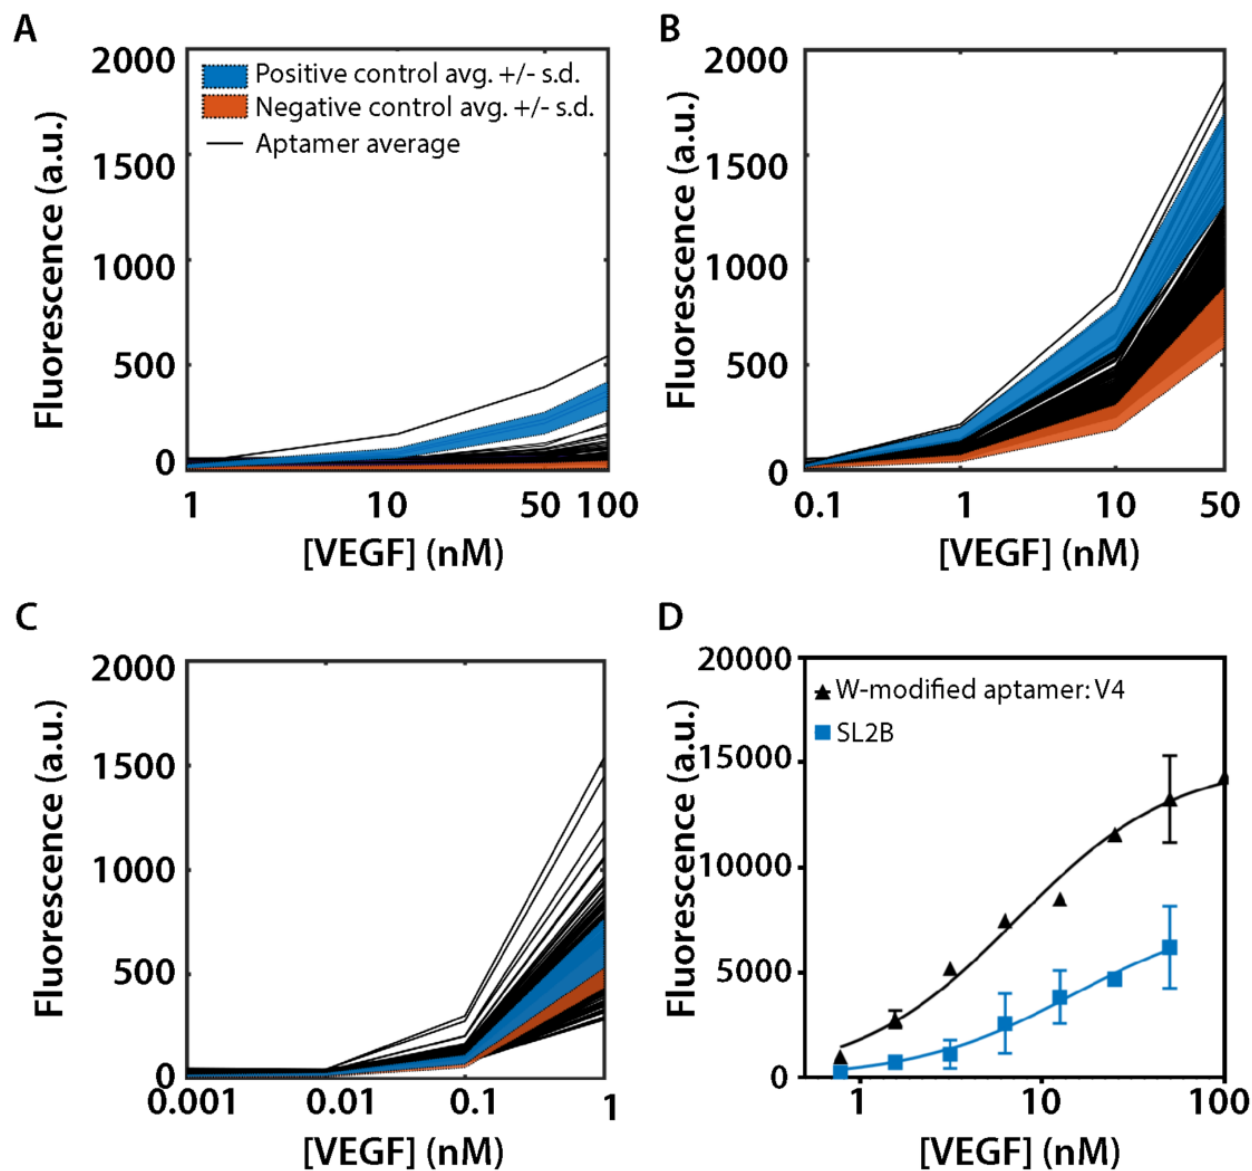 A
Fluorescence (a.u.)
2000
1500
1000
500
0
Positive control avg. +/- s.d.
Negative control avg. +/- s.d.
Aptamer average
1 10 50 100
[VEGF] (nM)
B
Fluorescence (a.u.)
2000
1500
1000
500
0
0.1 1 10 50
[VEGF] (nM)
C
Fluorescence (a.u.)
2000
1500
1000
500
0
0.001 0.01 0.1 1
[VEGF] (nM)
D
Fluorescence (a.u.)
20000
15000
10000
5000
0
W-modified aptamer: V4
SL2B
1 10 100
[VEGF] (nM)